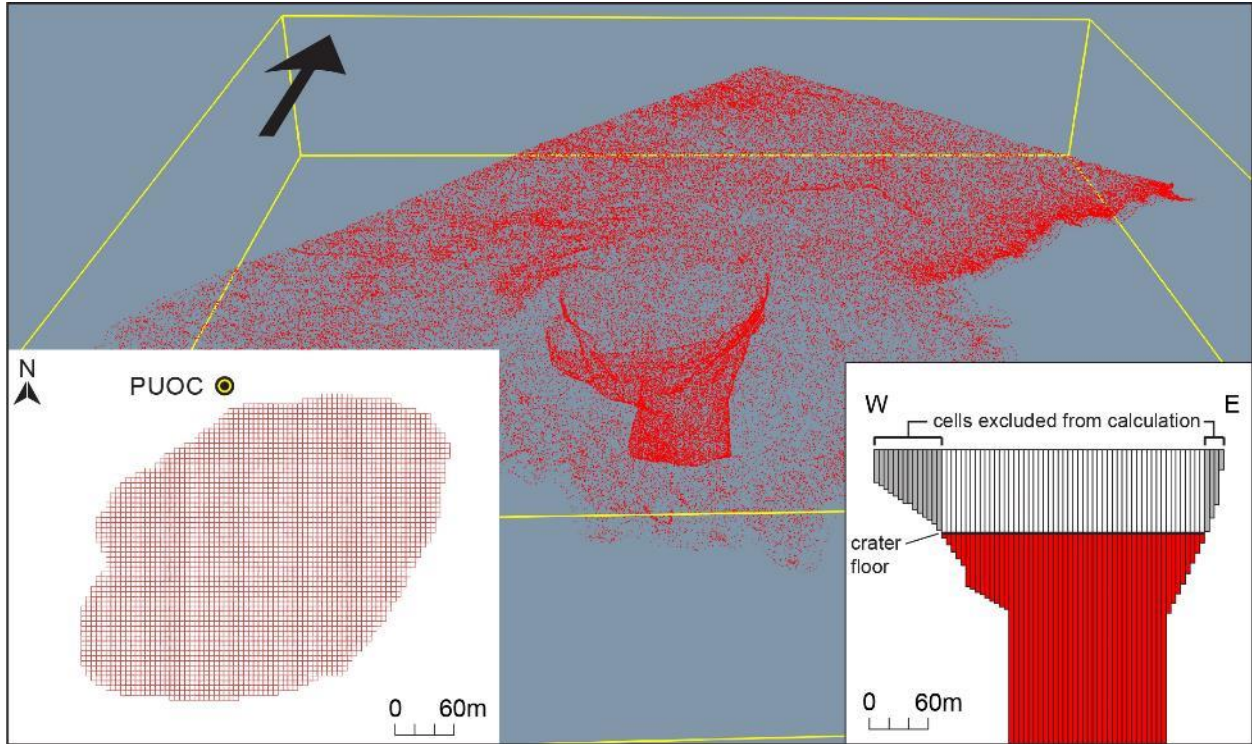 N
PUOC
0 60m
W E
cells excluded from calculation
crater
floor
0 60m